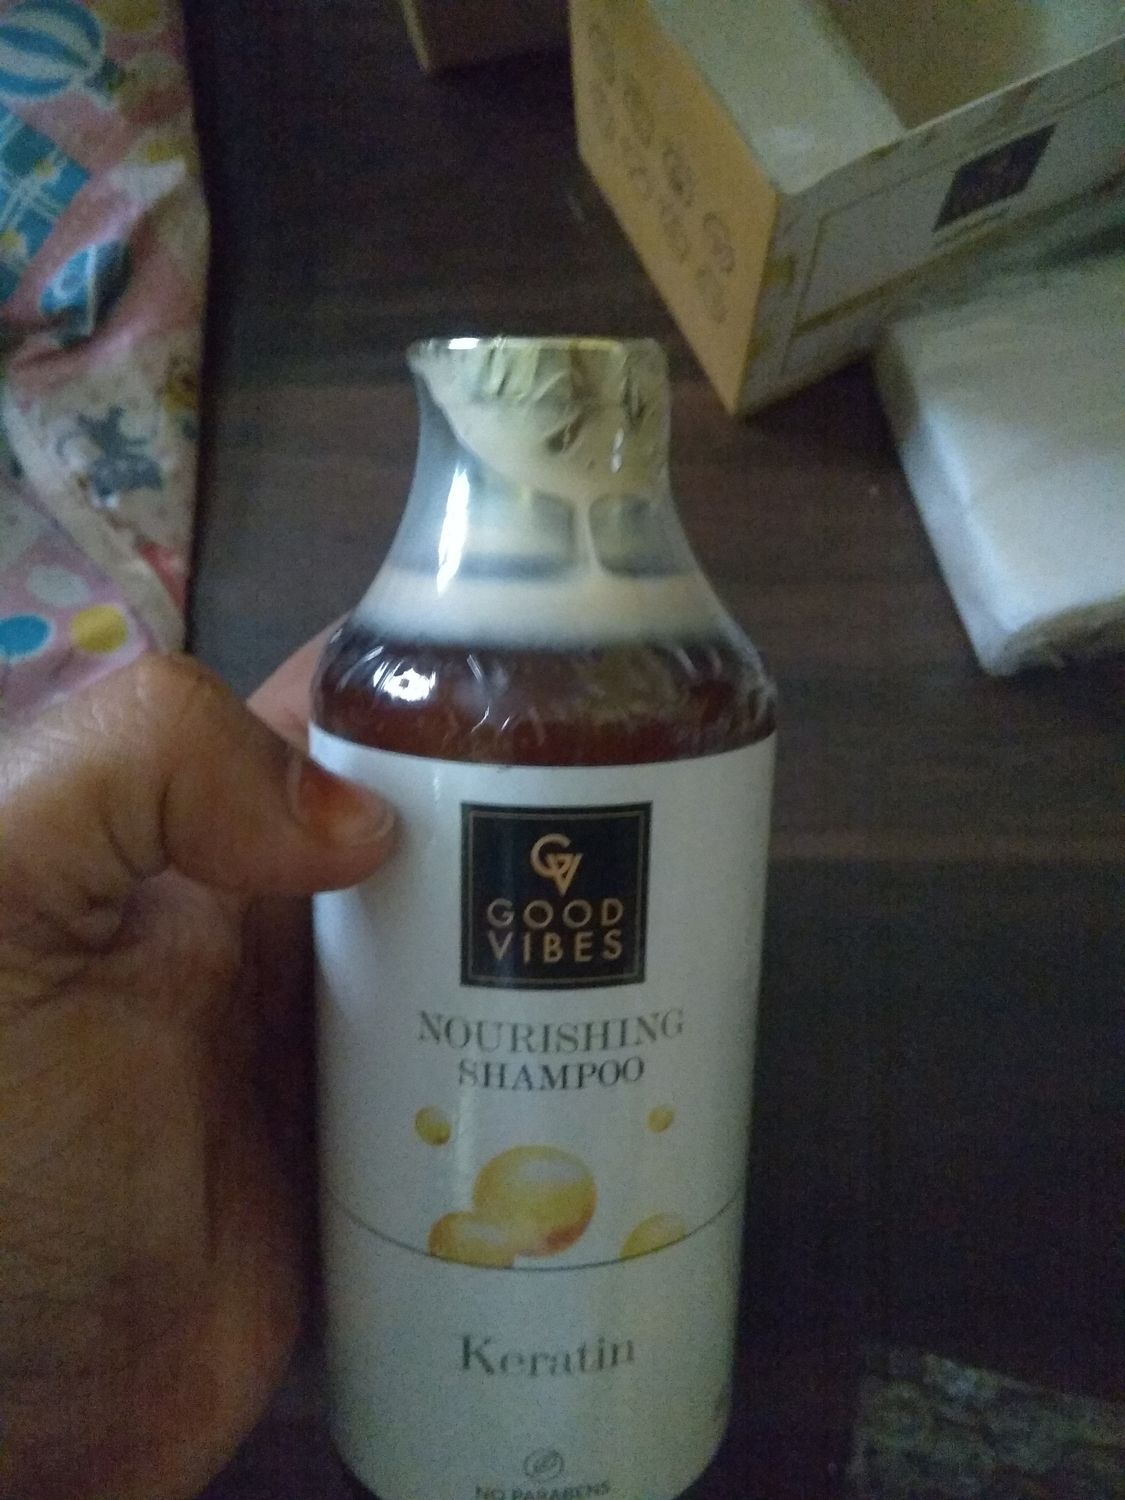 GV
GOOD
VIBES
NOURISHING
SHAMPOO
Keratin
NO PARABENS